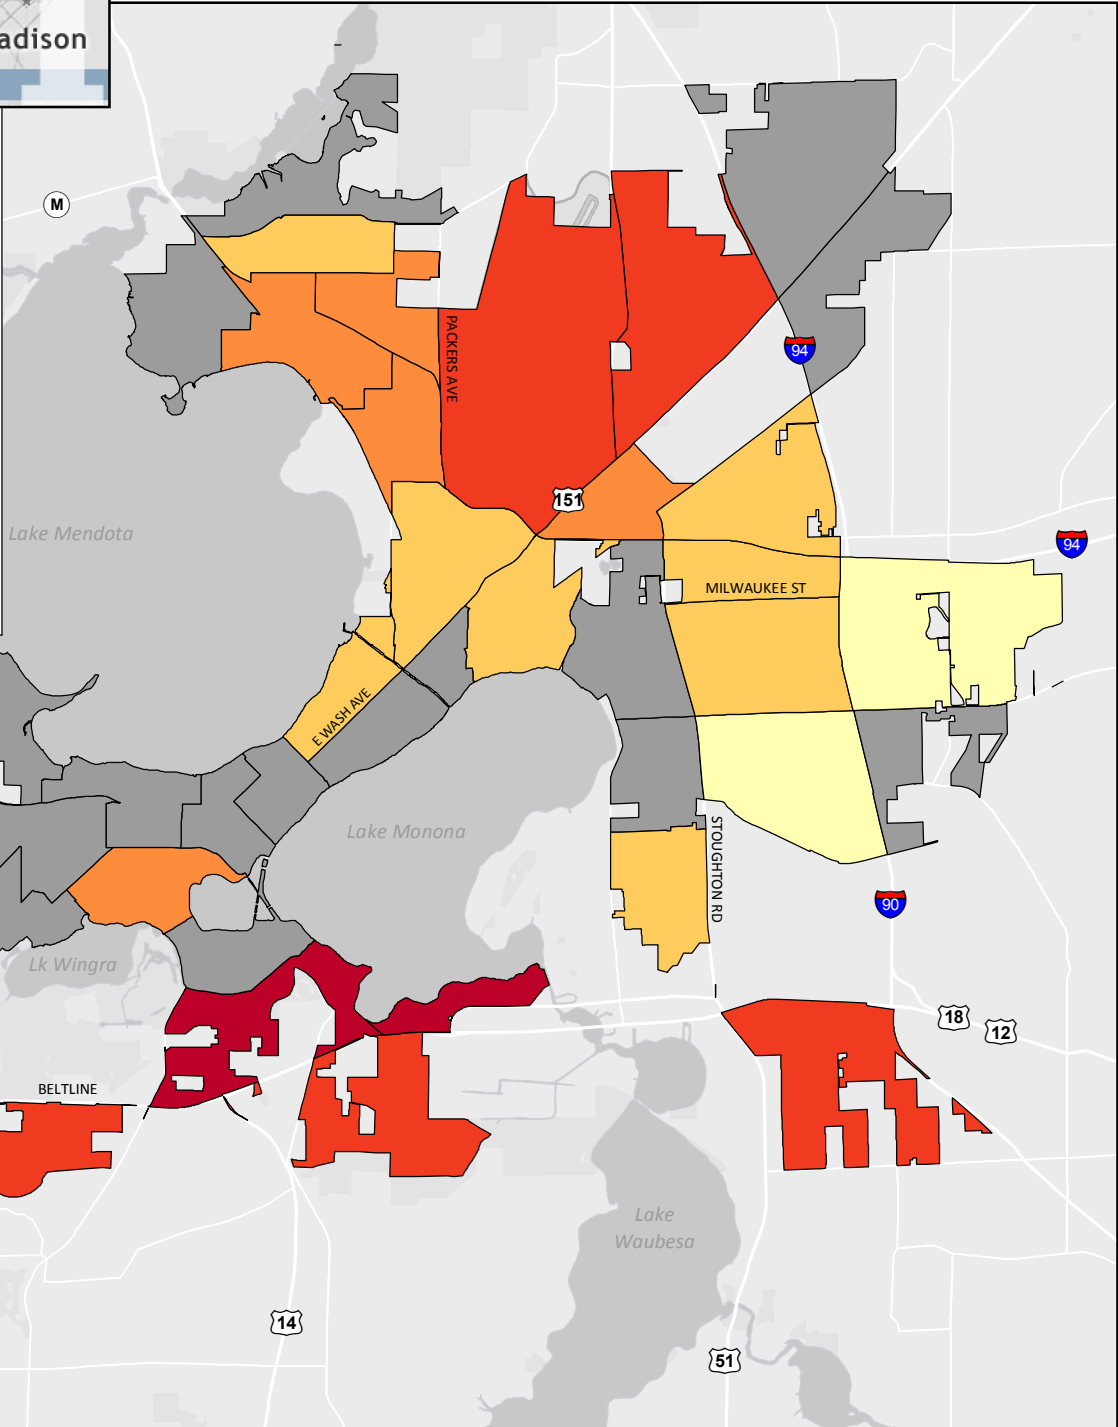 adison
M
94
PACKERS AVE
151
Lake Mendota
94
MILWAUKEE ST
E WASH AVE
Lake Monona
STOUGHTON RD
90
Lk Wingra
18
12
BELTLINE
Lake
Waubesa
14
51